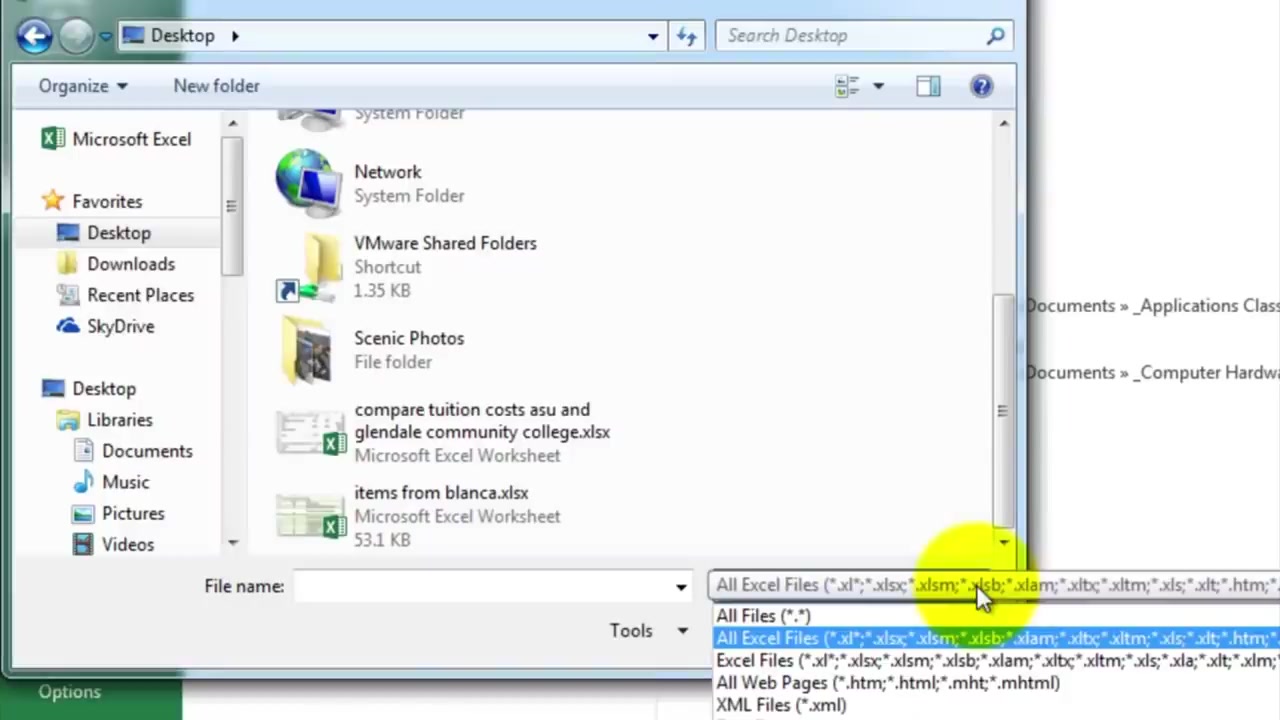 Desktop
Search Desktop
Organize
New folder
Microsoft Excel
Favorites
Desktop
Downloads
Recent Places
SkyDrive
Desktop
Libraries
Documents
Music
Pictures
Videos
System Folder
Network
System Folder
VMware Shared Folders
Shortcut
1.35 KB
Scenic Photos
File folder
compare tuition costs asu and
glendale community college.xlsx
Microsoft Excel Worksheet
items from blanca.xlsx
Microsoft Excel Worksheet
53.1 KB
Documents » _Applications Class
Documents » _Computer Hardwa
File name:
All Excel Files (*.xl*;*.xlsx;*.xlsm;*.xlsb;*.xlam;*.xltx;*.xltm;*.xls;*.xlt;*.htm;*.
Tools
All Files (*.*)
All Excel Files (*.xl*;*.xlsx;*.xlsm;*.xlsb;*.xlam;*.xltx;*.xltm;*.xls;*.xlt;*.htm;*.
Excel Files (*.xl*;*.xlsx;*.xlsm;*.xlsb;*.xlam;*.xltx;*.xltm;*.xls;*.xla;*.xlt;*.xlm;*
All Web Pages (*.htm;*.html;*.mht;*.mhtml)
XML Files (*.xml)
Options